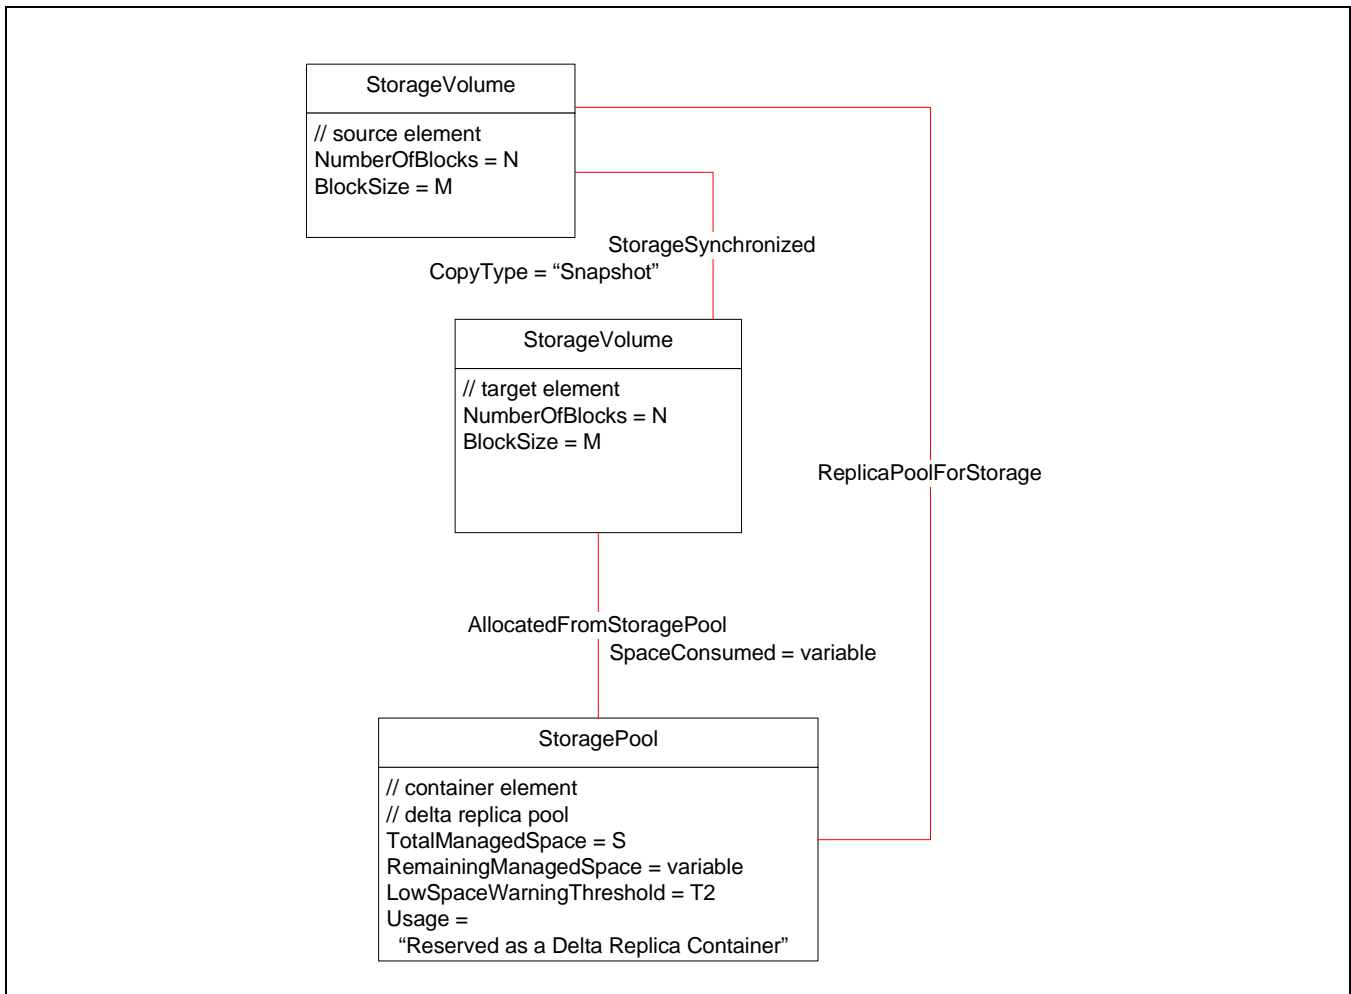 StorageVolume
// source element
NumberOfBlocks = N
BlockSize = M
StorageSynchronized
CopyType = “Snapshot”
StorageVolume
// target element
NumberOfBlocks = N
BlockSize = M
ReplicaPoolForStorage
AllocatedFromStoragePool
SpaceConsumed = variable
StoragePool
// container element
// delta replica pool
TotalManagedSpace = S
RemainingManagedSpace = variable
LowSpaceWarningThreshold = T2
Usage =
“Reserved as a Delta Replica Container”